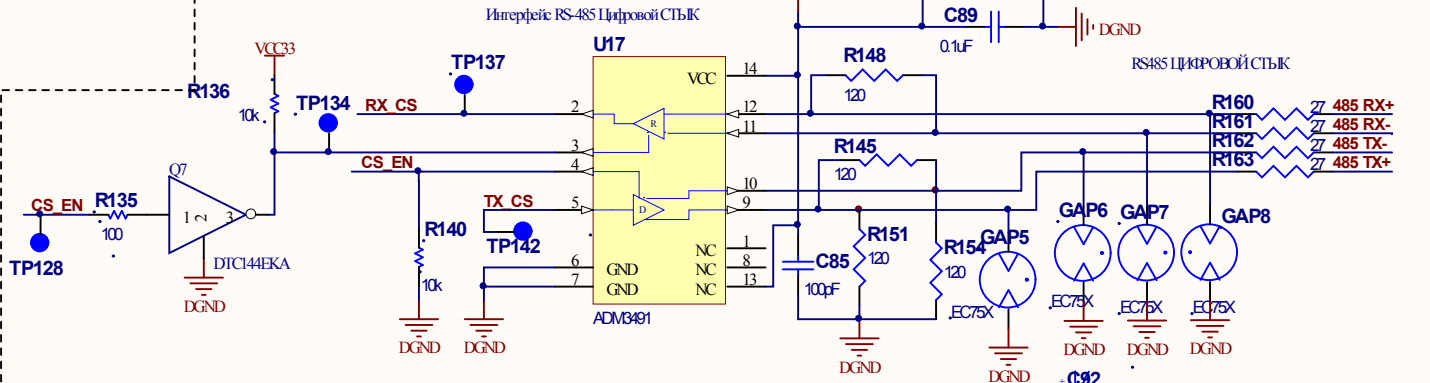 Интерфейс RS-485 Цифровой СТЫК
C89
0.1uF
DGND
U17
VCC33
R136
10k
TP134
TP137
RX_CS
2
3
CS_EN
4
TX_CS
5
TP142
6
7
R
D
GND
GND
VCC
14
12
11
10
9
NC
1
NC
8
NC
13
ADM3491
R148
120
R145
120
RS485 ЦИФРОВОЙ СТЫК
R160
27
485 RX+
R161
27
485 RX-
R162
27
485 TX-
R163
27
485 TX+
Q7
CS_EN
R135
100
1
2
3
TP128
DTC144EKA
DGND
R140
10k
DGND
DGND
C85
100pF
R151
120
R154
120
DGND
GAP5
EC75X
DGND
GAP6
EC75X
DGND
GAP7
EC75X
DGND
GAP8
EC75X
DGND